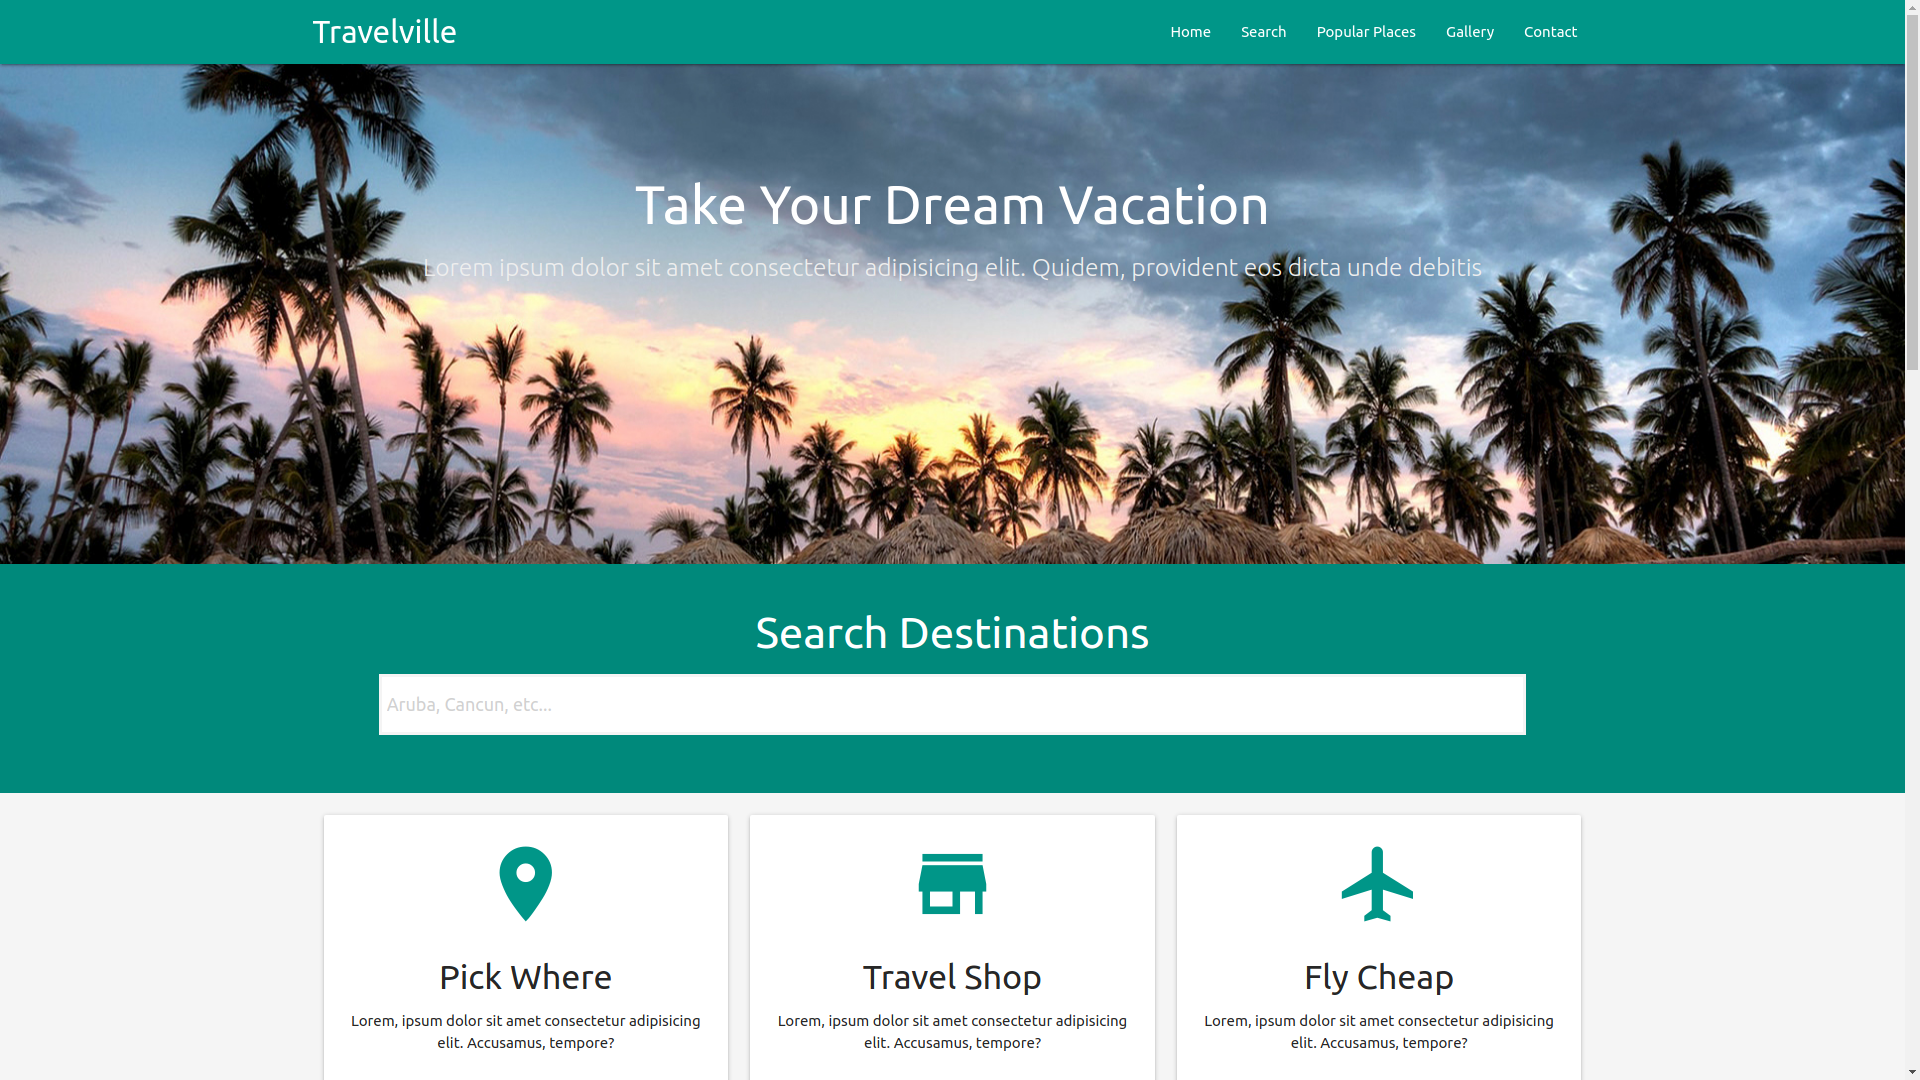 Travelville
Home Search Popular Places Gallery Contact
Take Your Dream Vacation
Lorem ipsum dolor sit amet consectetur adipisicing elit. Quidem, provident eos dicta unde debitis
Search Destinations
Aruba, Cancun, etc...
Pick Where
Lorem, ipsum dolor sit amet consectetur adipisicing
elit. Accusamus, tempore?
Travel Shop
Lorem, ipsum dolor sit amet consectetur adipisicing
elit. Accusamus, tempore?
Fly Cheap
Lorem, ipsum dolor sit amet consectetur adipisicing
elit. Accusamus, tempore?